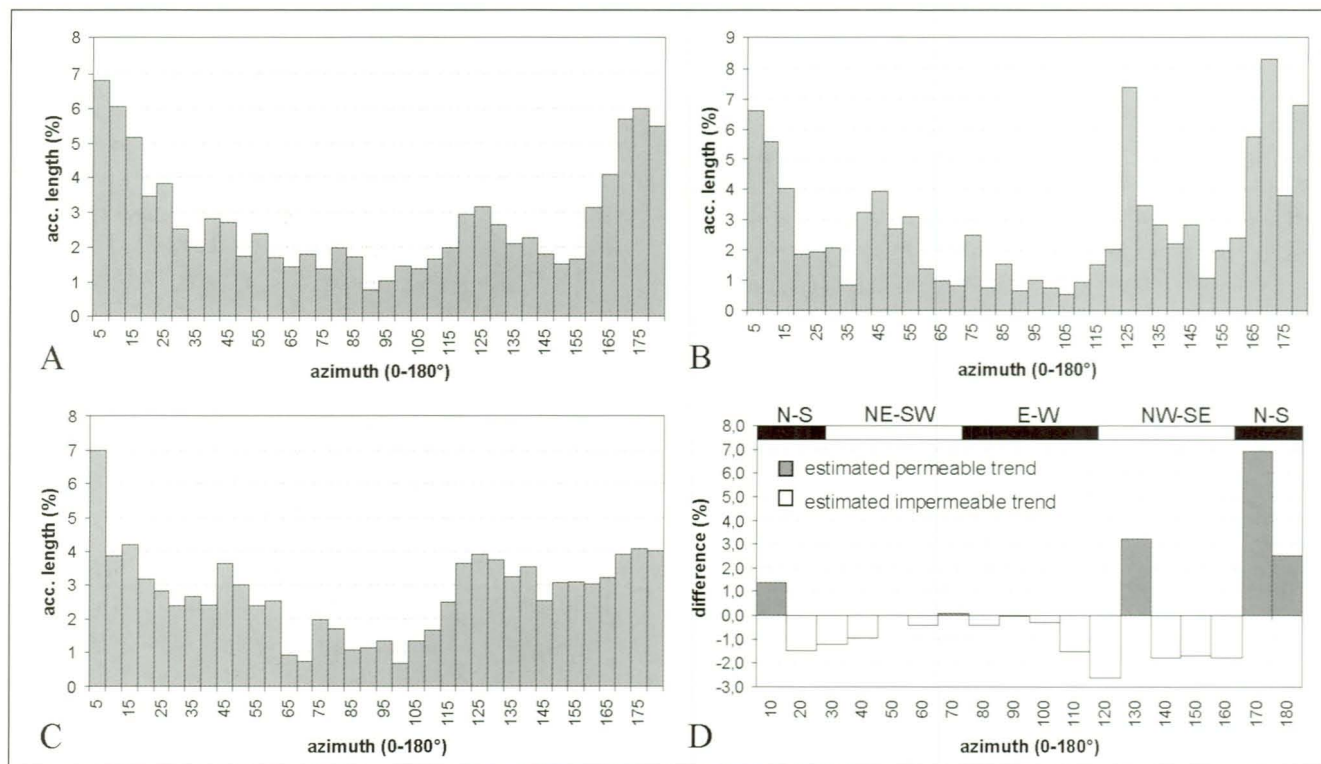 8
7
6
5
4
3
2
1
0
acc. length (%)
5 15 25 35 45 55 65 75 85 95 105 115 125 135 145 155 165 175
azimuth (0-180°)
A
9
8
7
6
5
4
3
2
1
0
acc. length (%)
5 15 25 35 45 55 65 75 85 95 105 115 125 135 145 155 165 175
azimuth (0-180°)
B
8
7
6
5
4
3
2
1
0
acc. length (%)
5 15 25 35 45 55 65 75 85 95 105 115 125 135 145 155 165 175
azimuth (0-180°)
C
N-S NE-SW E-W NW-SE N-S
8,0
7,0
6,0
5,0
4,0
3,0
2,0
1,0
0,0
-1,0
-2,0
-3,0
difference (%)
estimated permeable trend
estimated impermeable trend
10 20 30 40 50 60 70 80 90 100 110 120 130 140 150 160 170 180
azimuth (0-180°)
D